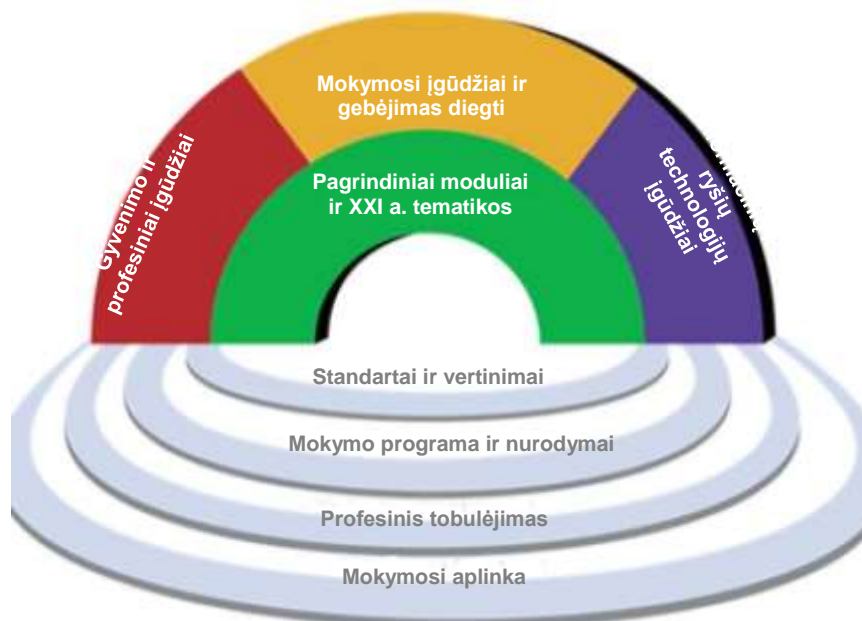 Mokymosi įgūdžiai ir
gebėjimas diegti
Gyvenimo ir
profesiniai įgūdžiai
Pagrindiniai moduliai
ir XXI a. tematikos
ryšių
technologijų
įgūdžiai
Standartai ir vertinimai
Mokymo programa ir nurodymai
Profesinis tobulėjimas
Mokymosi aplinka